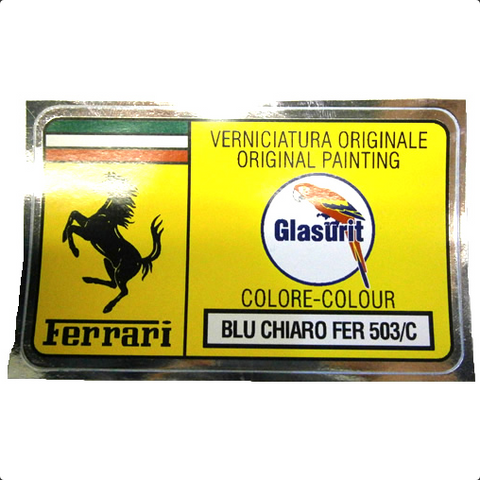 VERNICIATURA ORIGINALE
ORIGINAL PAINTING
Glasurit
COLORE-COLOUR
BLU CHIARO FER 503/C
Ferrari